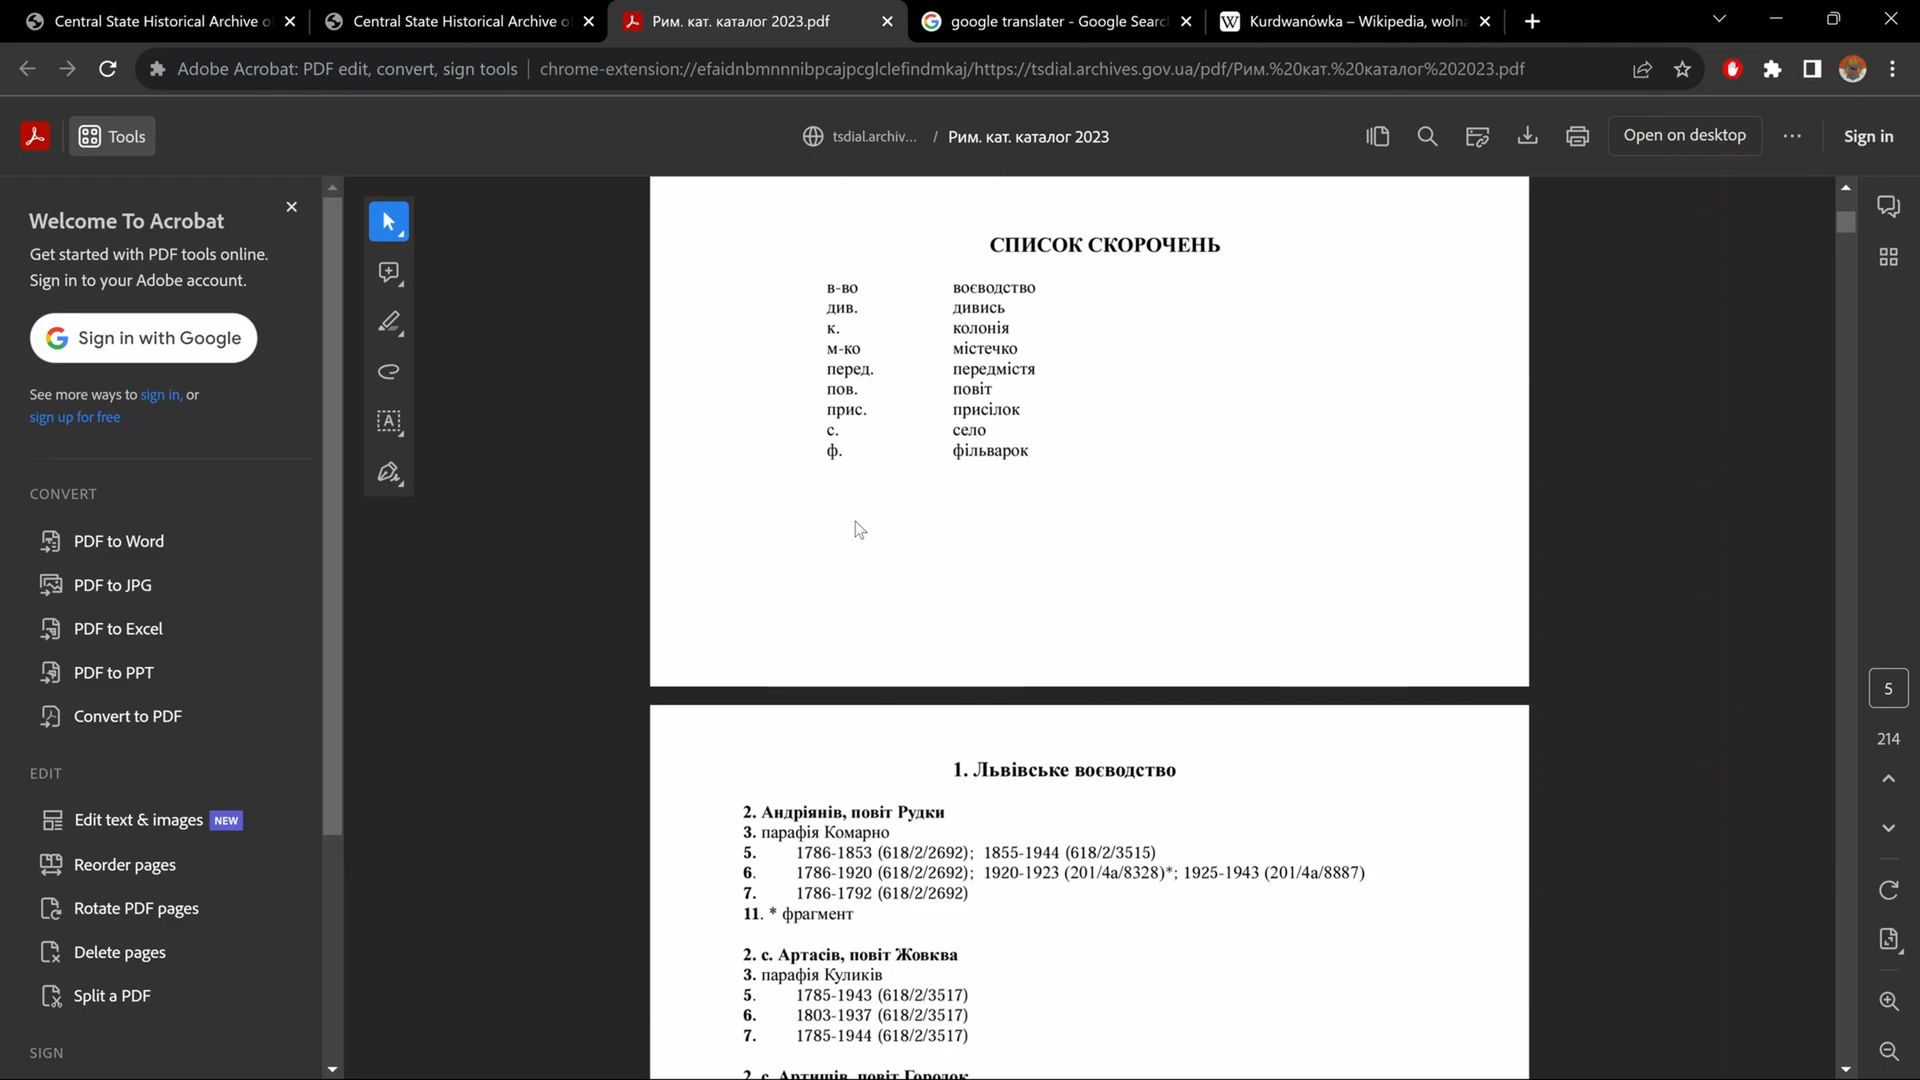 Central State Historical Archive o
Central State Historical Archive o
Рим. кат. каталог 2023.pdf
google translater - Google Searc
Kurdwanówka – Wikipedia, woln
Adobe Acrobat: PDF edit, convert, sign tools
chrome-extension://efaidnbmnnnibpcajpcglclefindmkaj/https://tsdial.archives.gov.ua/pdf/Рим.%20кат.%20каталог%202023.pdf
Tools
tsdial.archiv... / Рим. кат. каталог 2023
Open on desktop
Sign in
Welcome To Acrobat
Get started with PDF tools online.
Sign in to your Adobe account.
Sign in with Google
See more ways to sign in, or
sign up for free
CONVERT
PDF to Word
PDF to JPG
PDF to Excel
PDF to PPT
Convert to PDF
EDIT
Edit text & images NEW
Reorder pages
Rotate PDF pages
Delete pages
Split a PDF
SIGN
СПИСОК СКОРОЧЕНЬ
в-во воєводство
див. дивись
к. колонія
м-ко містечко
перед. передмістя
пов. повіт
прис. присілок
с. село
ф. фільварок
1. Львівське воєводство
2. Андріянів, повіт Рудки
3. парафія Комарно
5. 1786-1853 (618/2/2692); 1855-1944 (618/2/3515)
6. 1786-1920 (618/2/2692); 1920-1923 (201/4а/8328)*; 1925-1943 (201/4а/8887)
7. 1786-1792 (618/2/2692)
11. * фрагмент
2. с. Артасів, повіт Жовква
3. парафія Куликів
5. 1785-1943 (618/2/3517)
6. 1803-1937 (618/2/3517)
7. 1785-1944 (618/2/3517)
2. с. Артищів, повіт Городок
5
214